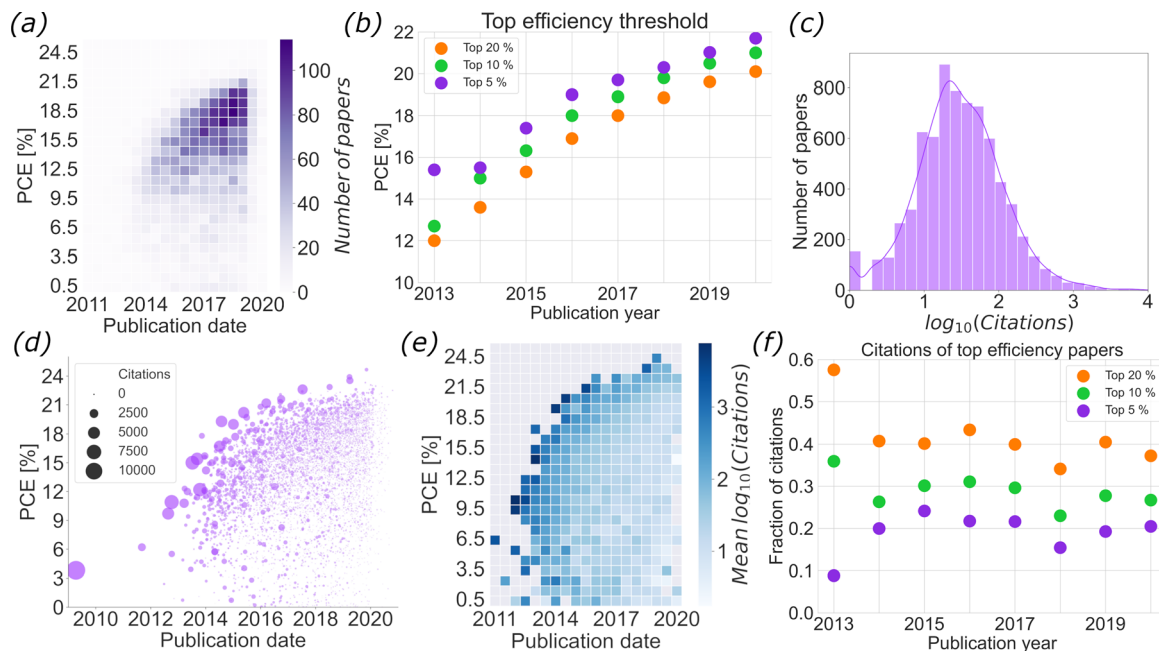 (a)
24.5
21.5
18.5
15.5
12.5
9.5
6.5
3.5
0.5
PCE [%]
2011 2014 2017 2020
Publication date
100
80
60
40
20
0
Number of papers
(b)
Top efficiency threshold
22
20
18
16
14
12
10
PCE [%]
Top 20 %
Top 10 %
Top 5 %
2013 2015 2017 2019
Publication year
(c)
800
600
400
200
0
Number of papers
0 1 2 3 4
log10(Citations)
(d)
24
21
18
15
12
9
6
3
0
PCE [%]
Citations
0
2500
5000
7500
10000
2010 2012 2014 2016 2018 2020
Publication date
(e)
24.5
21.5
18.5
15.5
12.5
9.5
6.5
3.5
0.5
PCE [%]
2011 2014 2017 2020
Publication date
3
2
1
Mean log10(Citations)
(f)
Citations of top efficiency papers
0.6
0.5
0.4
0.3
0.2
0.1
0.0
Fraction of citations
Top 20 %
Top 10 %
Top 5 %
2013 2015 2017 2019
Publication year